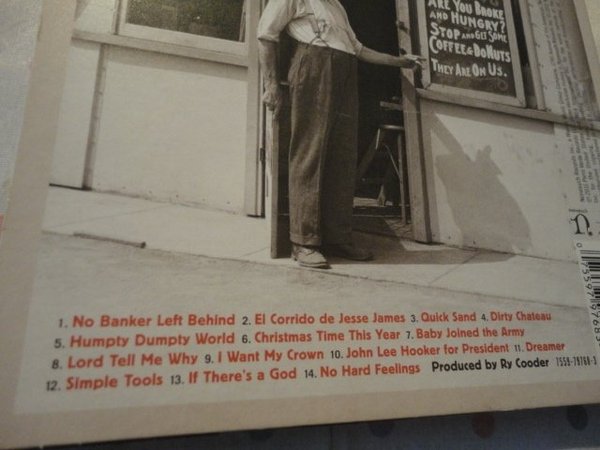 ARE YOU BROKE
AND HUNGRY?
STOP AND GET SOME
COFFEE & DONUTS
THEY ARE ON US.
1. No Banker Left Behind 2. El Corrido de Jesse James 3. Quick Sand 4. Dirty Chateau
5. Humpty Dumpty World 6. Christmas Time This Year 7. Baby Joined the Army
8. Lord Tell Me Why 9. I Want My Crown 10. John Lee Hooker for President 11. Dreamer
12. Simple Tools 13. If There's a God 14. No Hard Feelings Produced by Ry Cooder 7559-79768-3
n.